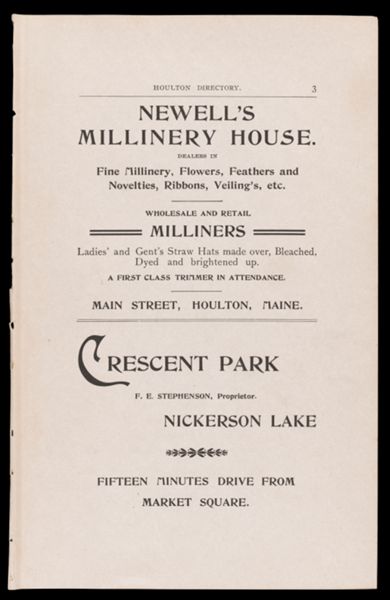 HOULTON DIRECTORY. 3
NEWELL'S
MILLINERY HOUSE.
DEALERS IN
Fine Millinery, Flowers, Feathers and
Novelties, Ribbons, Veiling's, etc.
WHOLESALE AND RETAIL
MILLINERS
Ladies' and Gent's Straw Hats made over, Bleached,
Dyed and brightened up.
A FIRST CLASS TRIMMER IN ATTENDANCE.
MAIN STREET, HOULTON, MAINE.
CRESCENT PARK
F. E. STEPHENSON, Proprietor.
NICKERSON LAKE
FIFTEEN MINUTES DRIVE FROM
MARKET SQUARE.